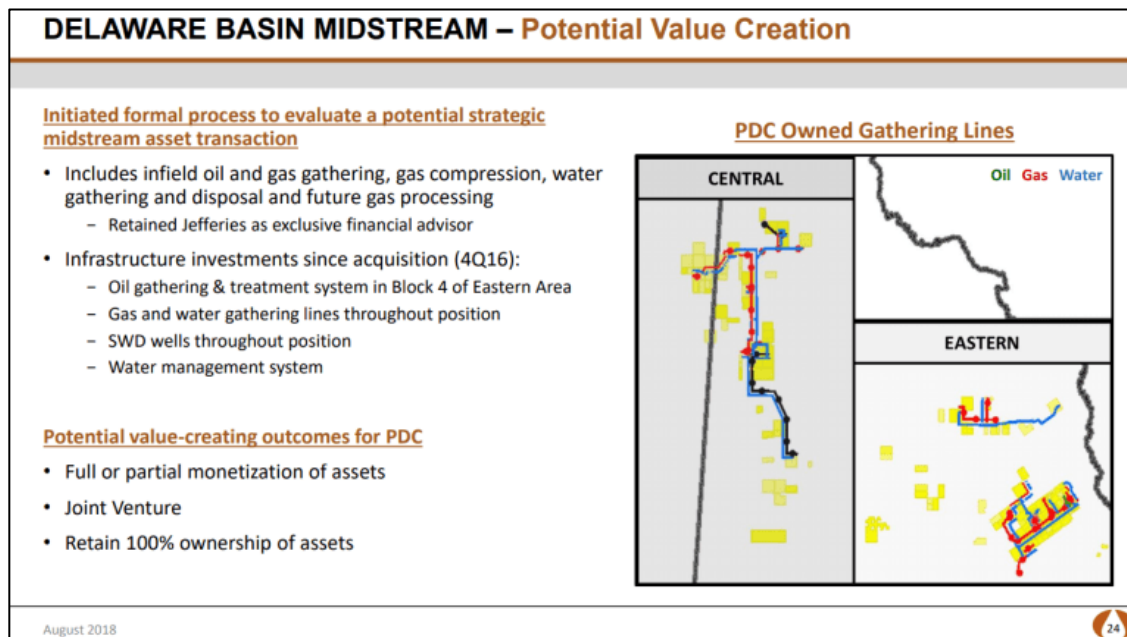 DELAWARE BASIN MIDSTREAM – Potential Value Creation
Initiated formal process to evaluate a potential strategic
midstream asset transaction
• Includes infield oil and gas gathering, gas compression, water
gathering and disposal and future gas processing
– Retained Jefferies as exclusive financial advisor
• Infrastructure investments since acquisition (4Q16):
– Oil gathering & treatment system in Block 4 of Eastern Area
– Gas and water gathering lines throughout position
– SWD wells throughout position
– Water management system
Potential value-creating outcomes for PDC
• Full or partial monetization of assets
• Joint Venture
• Retain 100% ownership of assets
PDC Owned Gathering Lines
CENTRAL
Oil Gas Water
EASTERN
August 2018
24